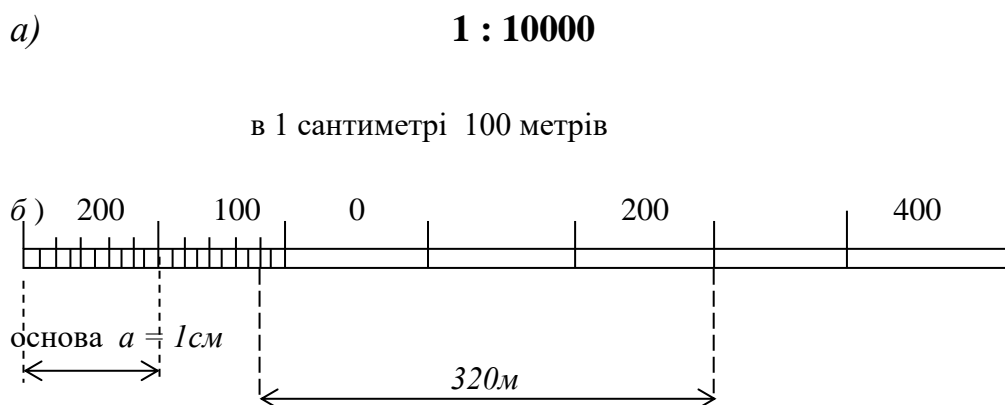 а) 1 : 10000
в 1 сантиметрі 100 метрів
б ) 200 100 0 200 400
основа а = 1см
320м